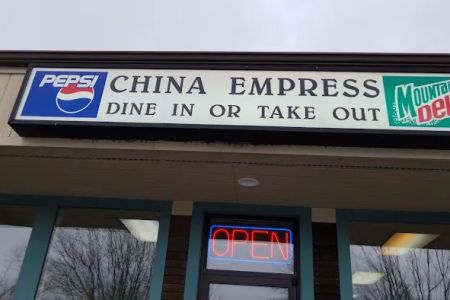 PEPSI
CHINA EMPRESS
DINE IN OR TAKE OUT
OPEN